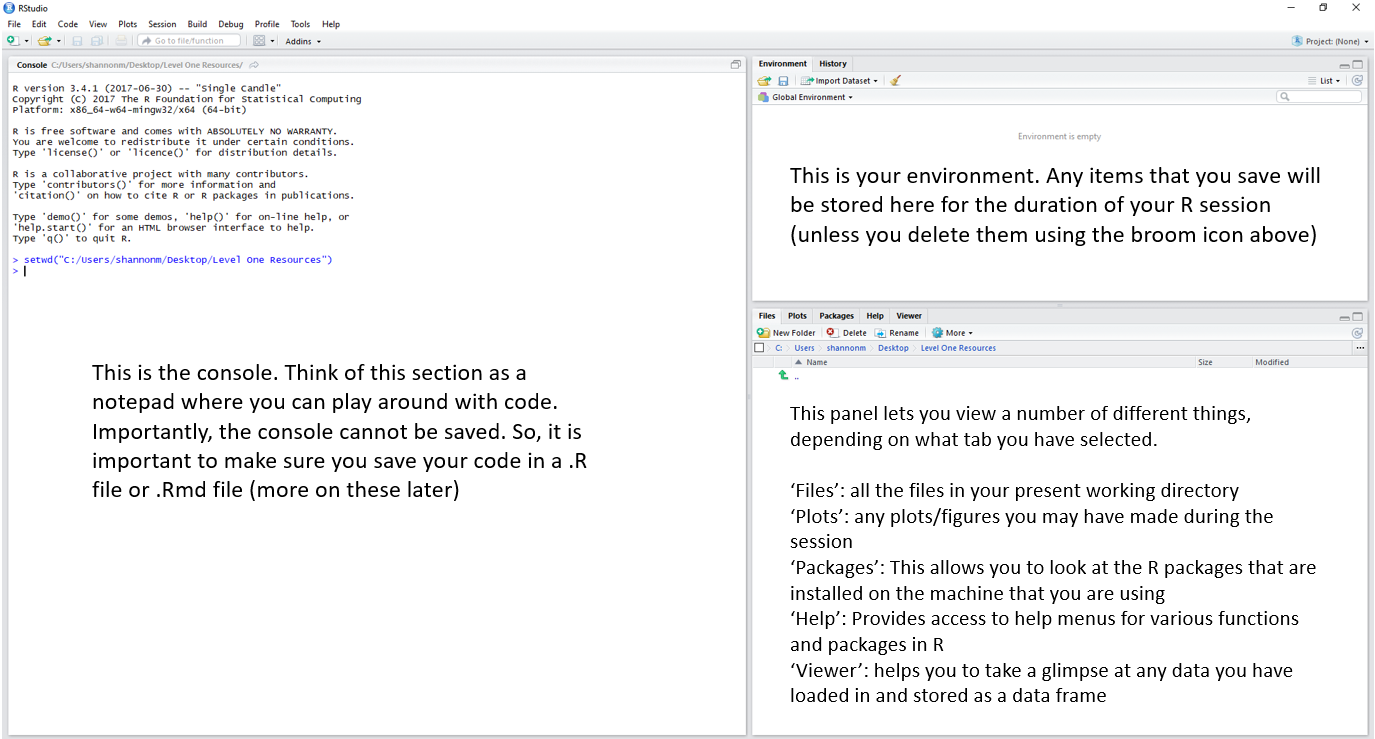 RStudio
File Edit Code View Plots Session Build Debug Profile Tools Help
Go to file/function Addins Project: (None)
Console C:/Users/shannonm/Desktop/Level One Resources/
R version 3.4.1 (2017-06-30) -- "Single Candle"
Copyright (C) 2017 The R Foundation for Statistical Computing
Platform: x86_64-w64-mingw32/x64 (64-bit)
R is free software and comes with ABSOLUTELY NO WARRANTY.
You are welcome to redistribute it under certain conditions.
Type 'license()' or 'licence()' for distribution details.
R is a collaborative project with many contributors.
Type 'contributors()' for more information and
'citation()' on how to cite R or R packages in publications.
Type 'demo()' for some demos, 'help()' for on-line help, or
'help.start()' for an HTML browser interface to help.
Type 'q()' to quit R.
> setwd("C:/Users/shannonm/Desktop/Level One Resources")
>
This is the console. Think of this section as a
notepad where you can play around with code.
Importantly, the console cannot be saved. So, it is
important to make sure you save your code in a .R
file or .Rmd file (more on these later)
Environment History
Import Dataset List
Global Environment
Environment is empty
This is your environment. Any items that you save will
be stored here for the duration of your R session
(unless you delete them using the broom icon above)
Files Plots Packages Help Viewer
New Folder Delete Rename More
C: Users shannonm Desktop Level One Resources ...
Name Size Modified
..
This panel lets you view a number of different things,
depending on what tab you have selected.
‘Files’: all the files in your present working directory
‘Plots’: any plots/figures you may have made during the
session
‘Packages’: This allows you to look at the R packages that are
installed on the machine that you are using
‘Help’: Provides access to help menus for various functions
and packages in R
‘Viewer’: helps you to take a glimpse at any data you have
loaded in and stored as a data frame